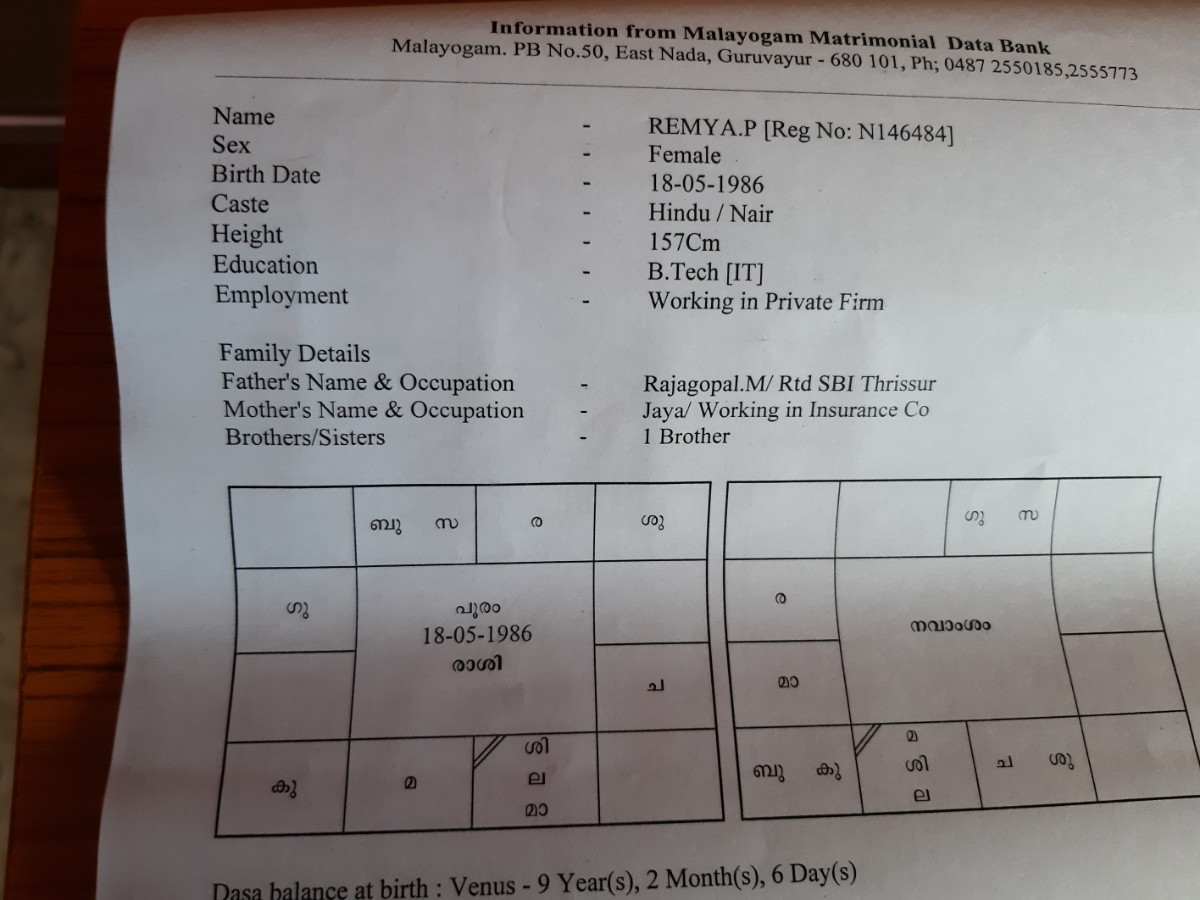 Information from Malayogam Matrimonial Data Bank
Malayogam. PB No.50, East Nada, Guruvayur - 680 101, Ph; 0487 2550185,2555773
Name - REMYA.P [Reg No: N146484]
Sex - Female
Birth Date - 18-05-1986
Caste - Hindu / Nair
Height - 157Cm
Education - B.Tech [IT]
Employment - Working in Private Firm
Family Details
Father's Name & Occupation - Rajagopal.M/ Rtd SBI Thrissur
Mother's Name & Occupation - Jaya/ Working in Insurance Co
Brothers/Sisters - 1 Brother
ബു സ ര ശു
ഗു
പൂരം
18-05-1986
രാശി
ച
കു മ ശി
ല
മാ
ഗു സ
ര
നവാംശം
മാ
ബു കു മ ച ശു
ശി
ല
Dasa balance at birth : Venus - 9 Year(s), 2 Month(s), 6 Day(s)